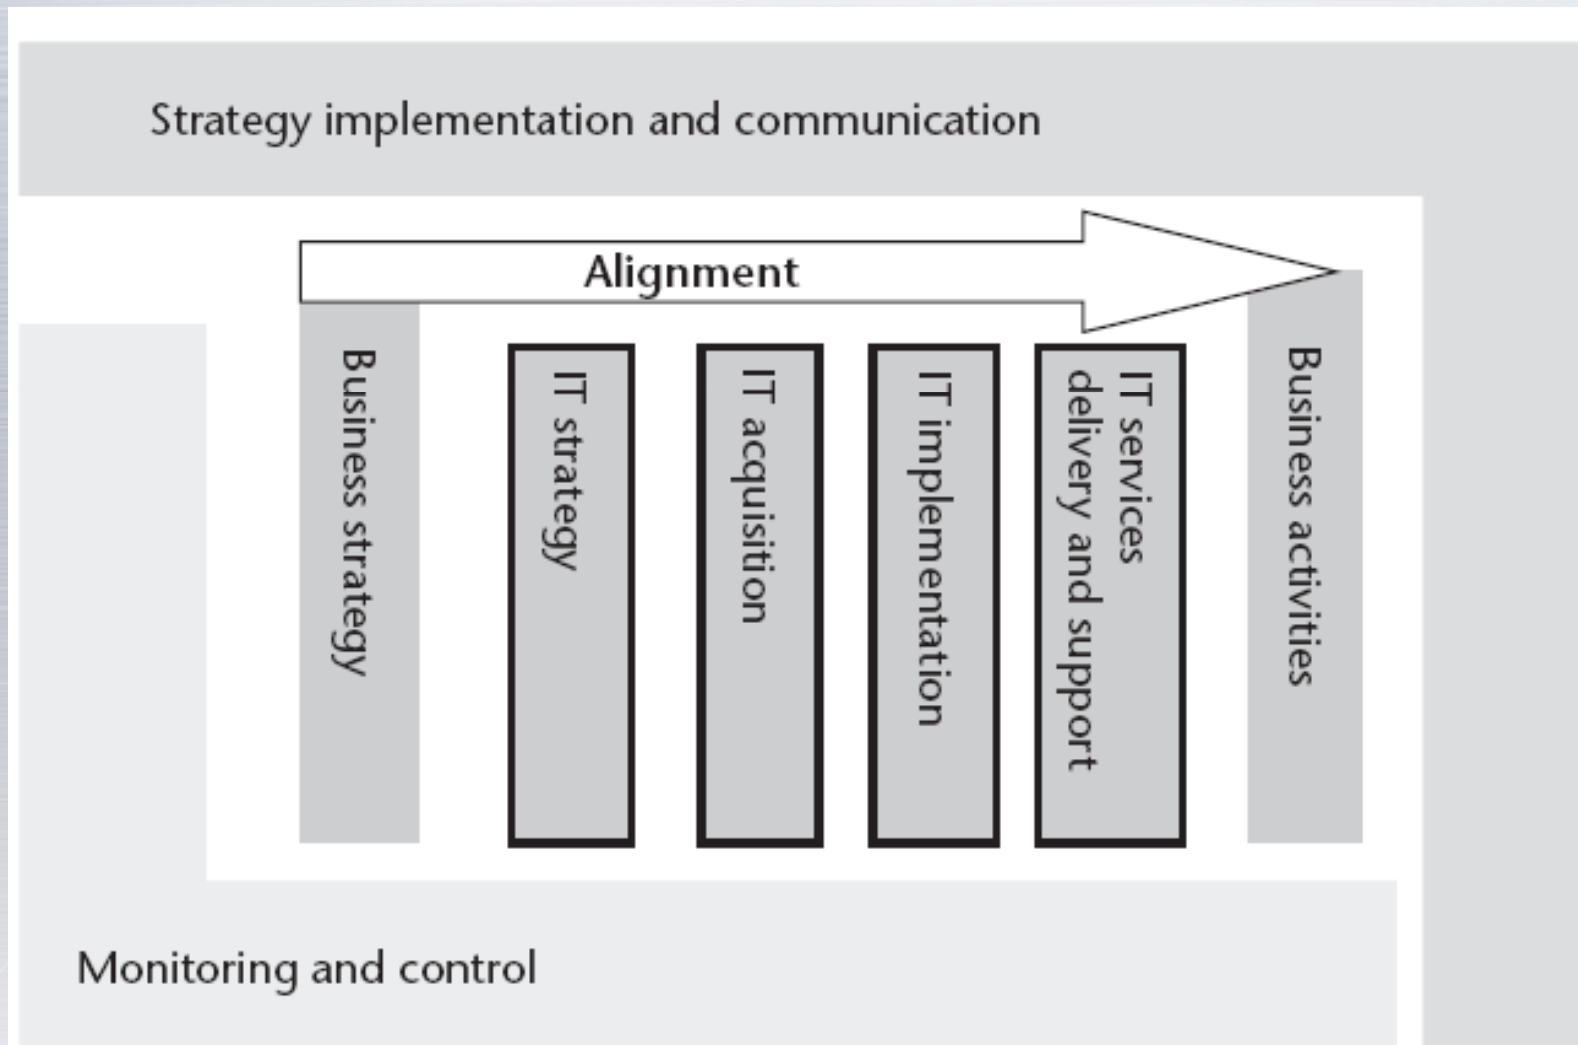 Strategy implementation and communication
Alignment
Business strategy
IT strategy
IT acquisition
IT implementation
IT services
delivery and support
Business activities
Monitoring and control